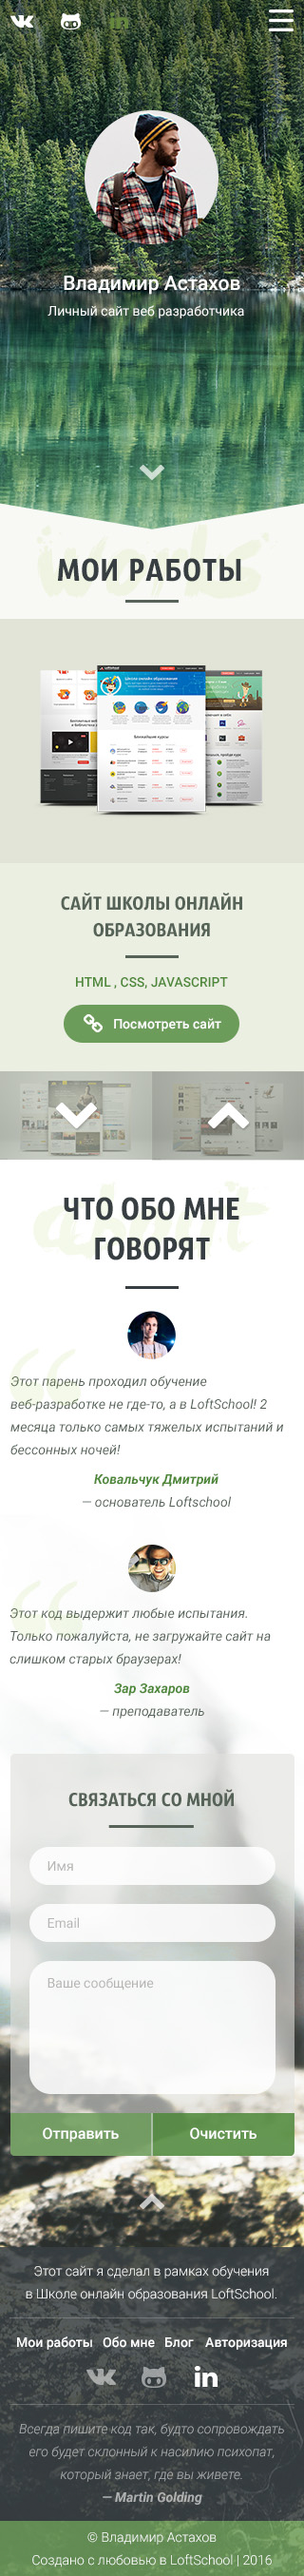 Владимир Астахов
Личный сайт веб разработчика
МОИ РАБОТЫ
САЙТ ШКОЛЫ ОНЛАЙН
ОБРАЗОВАНИЯ
HTML , CSS, JAVASCRIPT
Посмотреть сайт
ЧТО ОБО МНЕ
ГОВОРЯТ
Этот парень проходил обучение
веб-разработке не где-то, а в LoftSchool! 2
месяца только самых тяжелых испытаний и
бессонных ночей!
Ковальчук Дмитрий
— основатель Loftschool
Этот код выдержит любые испытания.
Только пожалуйста, не загружайте сайт на
слишком старых браузерах!
Зар Захаров
— преподаватель
СВЯЗАТЬСЯ СО МНОЙ
Имя
Email
Ваше сообщение
Отправить Очистить
Этот сайт я сделал в рамках обучения
в Школе онлайн образования LoftSchool.
Мои работы Обо мне Блог Авторизация
Всегда пишите код так, будто сопровождать
его будет склонный к насилию психопат,
который знает, где вы живете.
— Martin Golding
© Владимир Астахов
Создано с любовью в LoftSchool | 2016